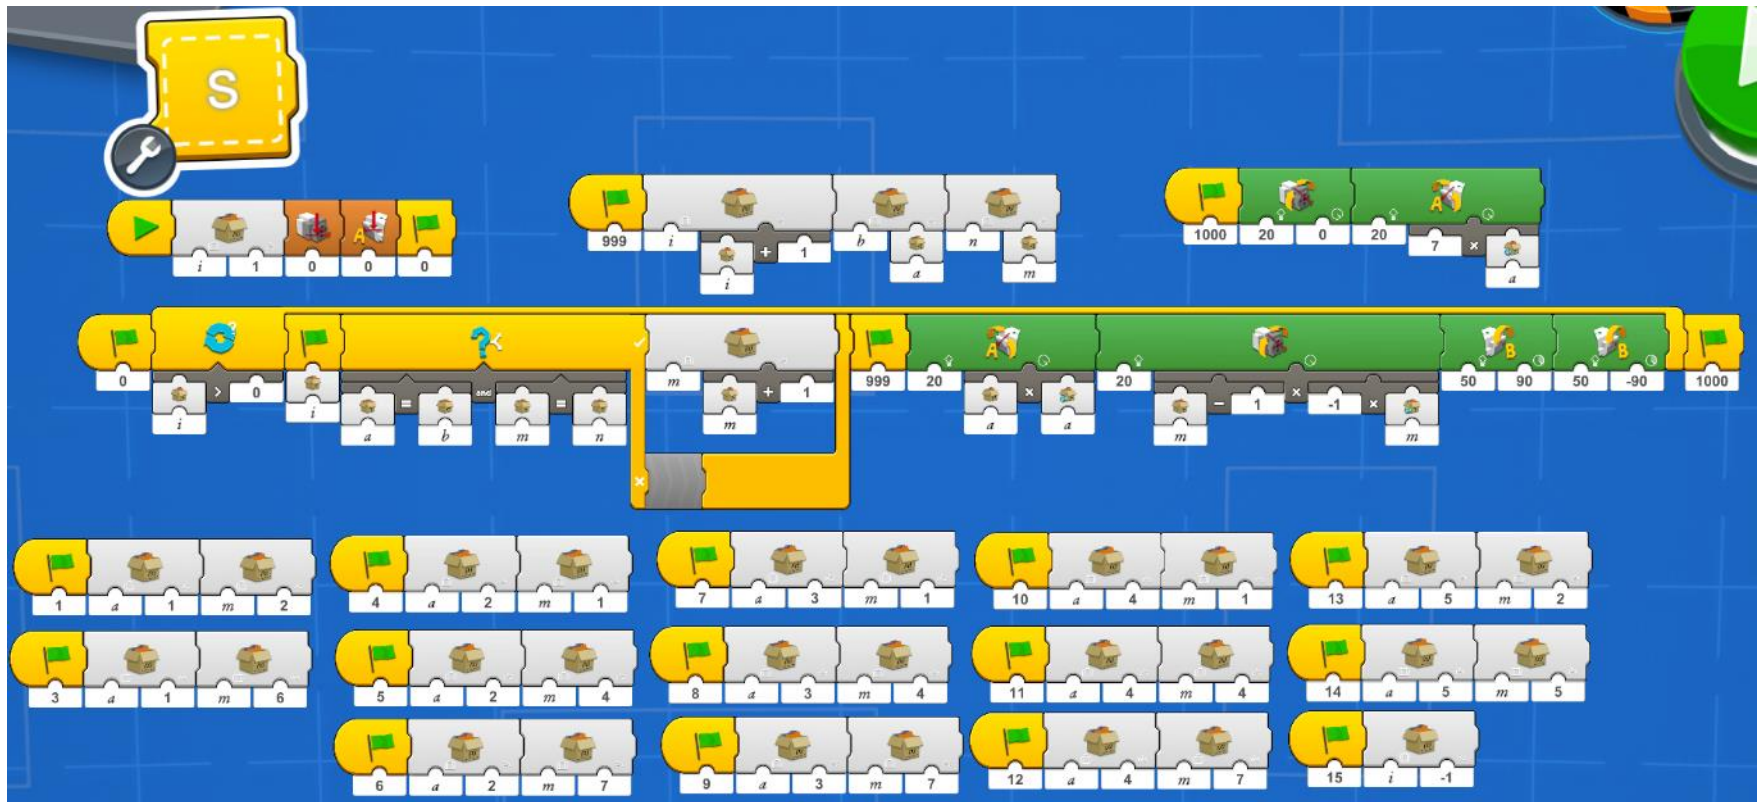 S
i 1 0 0 0
999 i i + 1 b a n m
1000 20 0 20 A 7 × a
A
0 i > 0 i a = b and m = n m m + 1 999 20 A a × a 20 m - 1 × -1 × m 50 90 B 50 -90 B 1000
1 a 1 m 2
4 a 2 m 1
7 a 3 m 1
10 a 4 m 1
13 a 5 m 2
3 a 1 m 6
5 a 2 m 4
8 a 3 m 4
11 a 4 m 4
14 a 5 m 5
6 a 2 m 7
9 a 3 m 7
12 a 4 m 7
15 i -1